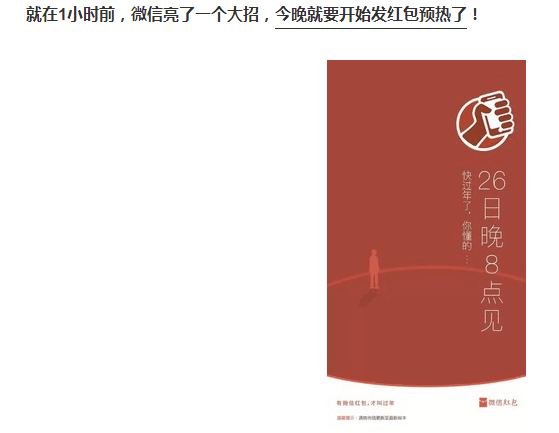 就在1小时前，微信亮了一个大招，今晚就要开始发红包预热了！
26日晚8点见
快过年了，你懂的…
有微信红包，才叫过年
微信红包
温馨提示：请将微信更新至最新版本